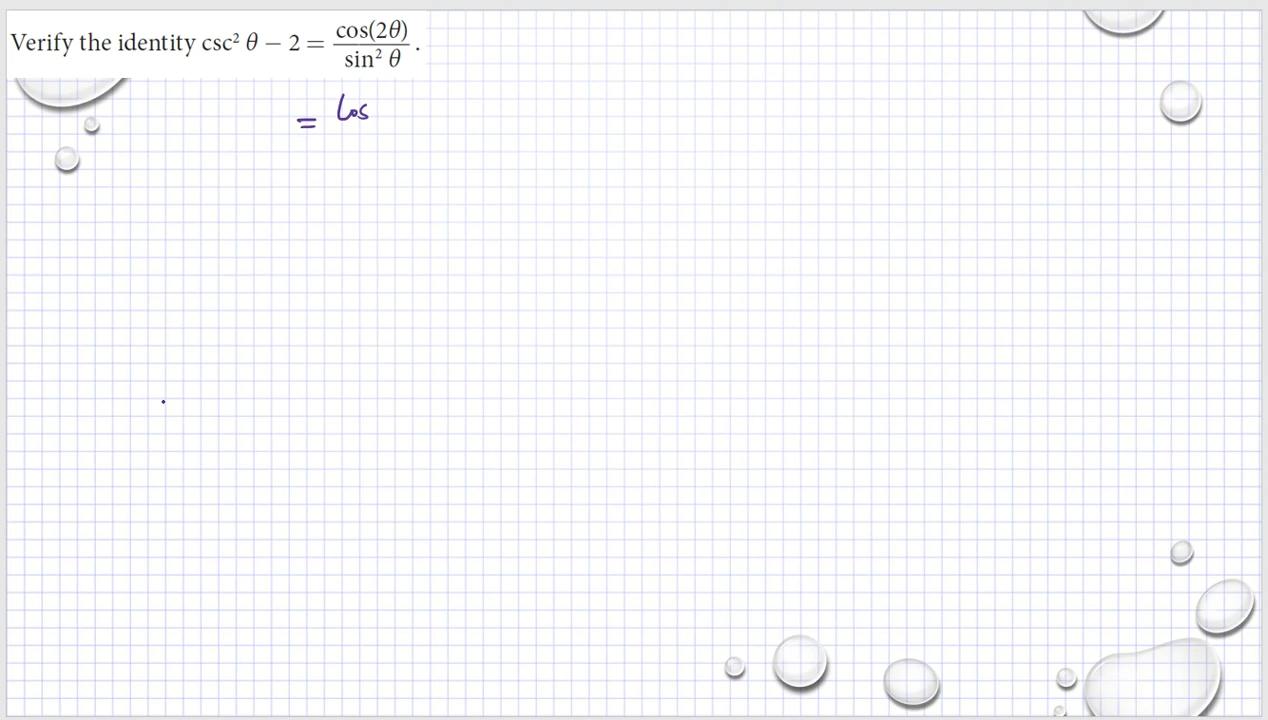 Verify the identity csc² θ − 2 = cos(2θ) / sin² θ .
= cos